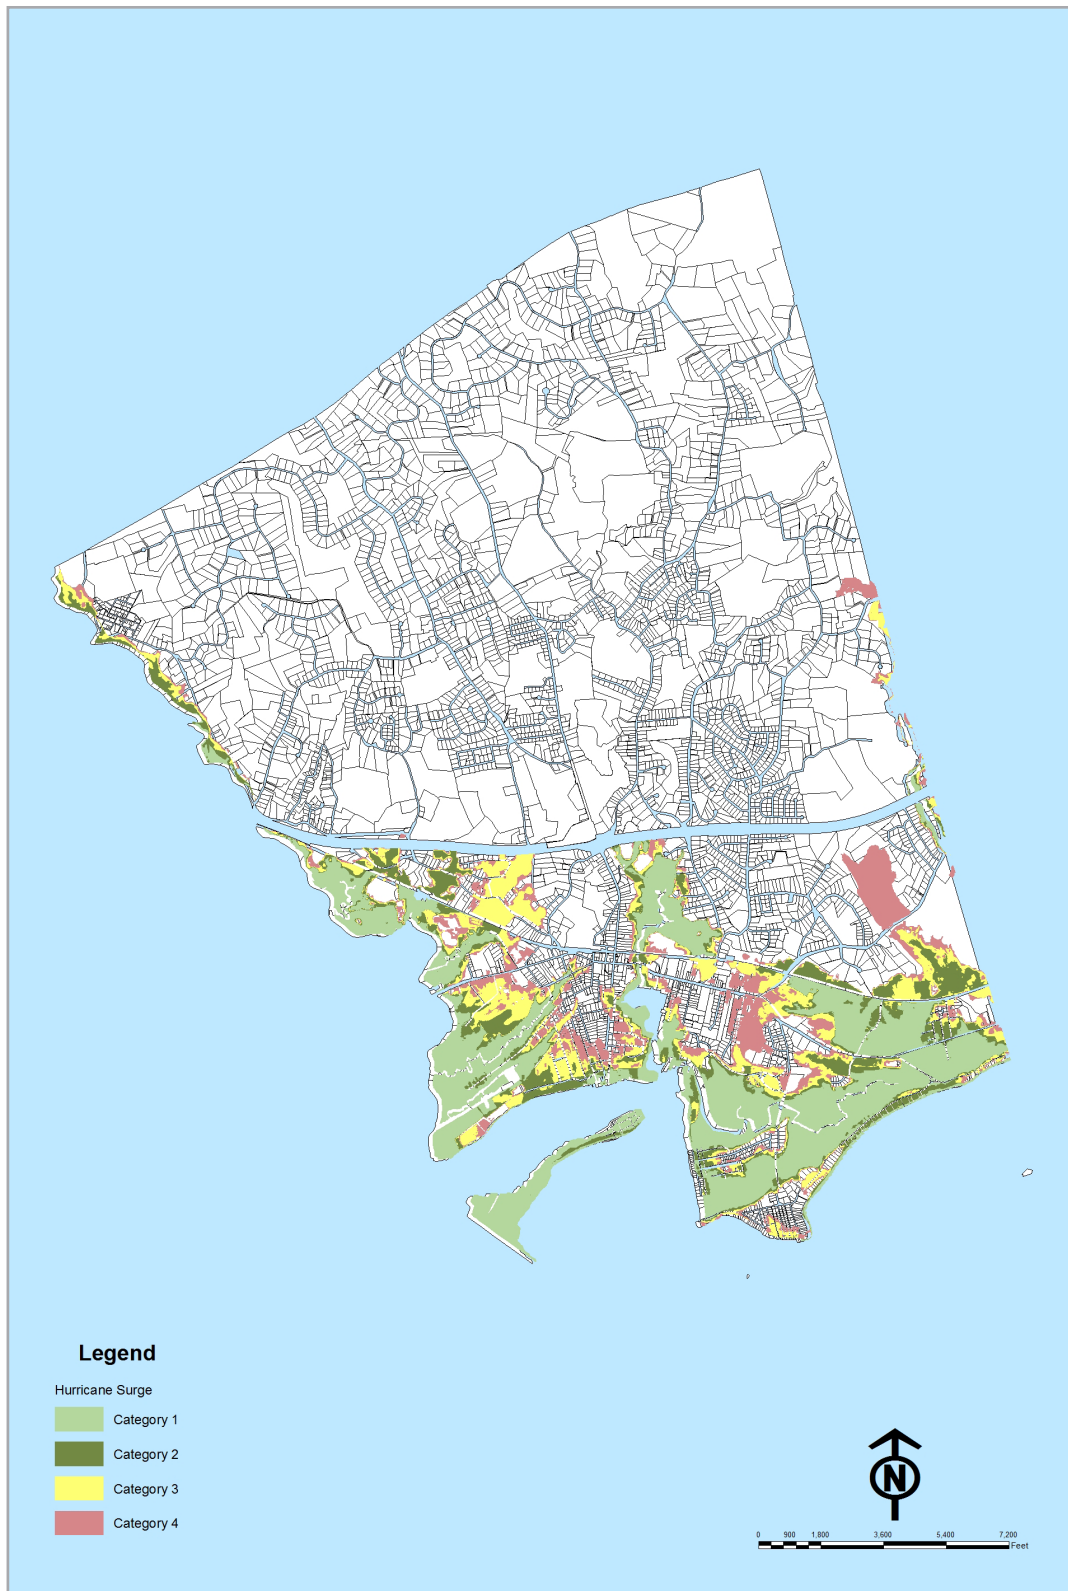 Legend
Hurricane Surge
Category 1
Category 2
Category 3
Category 4
N
0 900 1,800 3,600 5,400 7,200
Feet